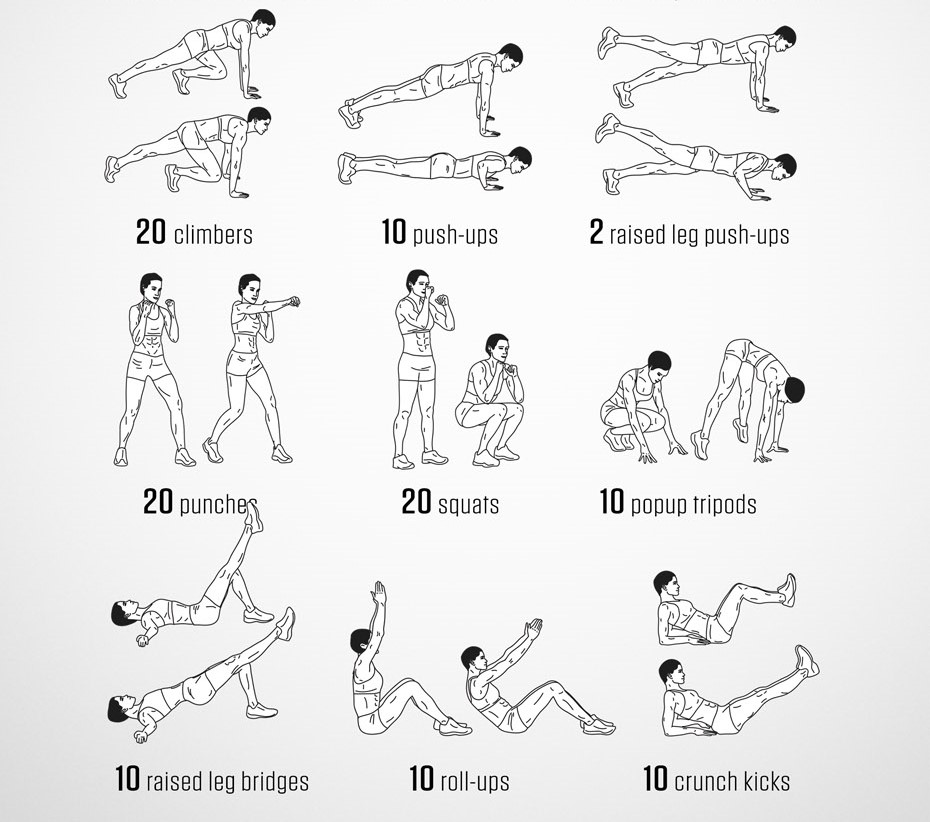 20 climbers
10 push-ups
2 raised leg push-ups
20 punches
20 squats
10 popup tripods
10 raised leg bridges
10 roll-ups
10 crunch kicks